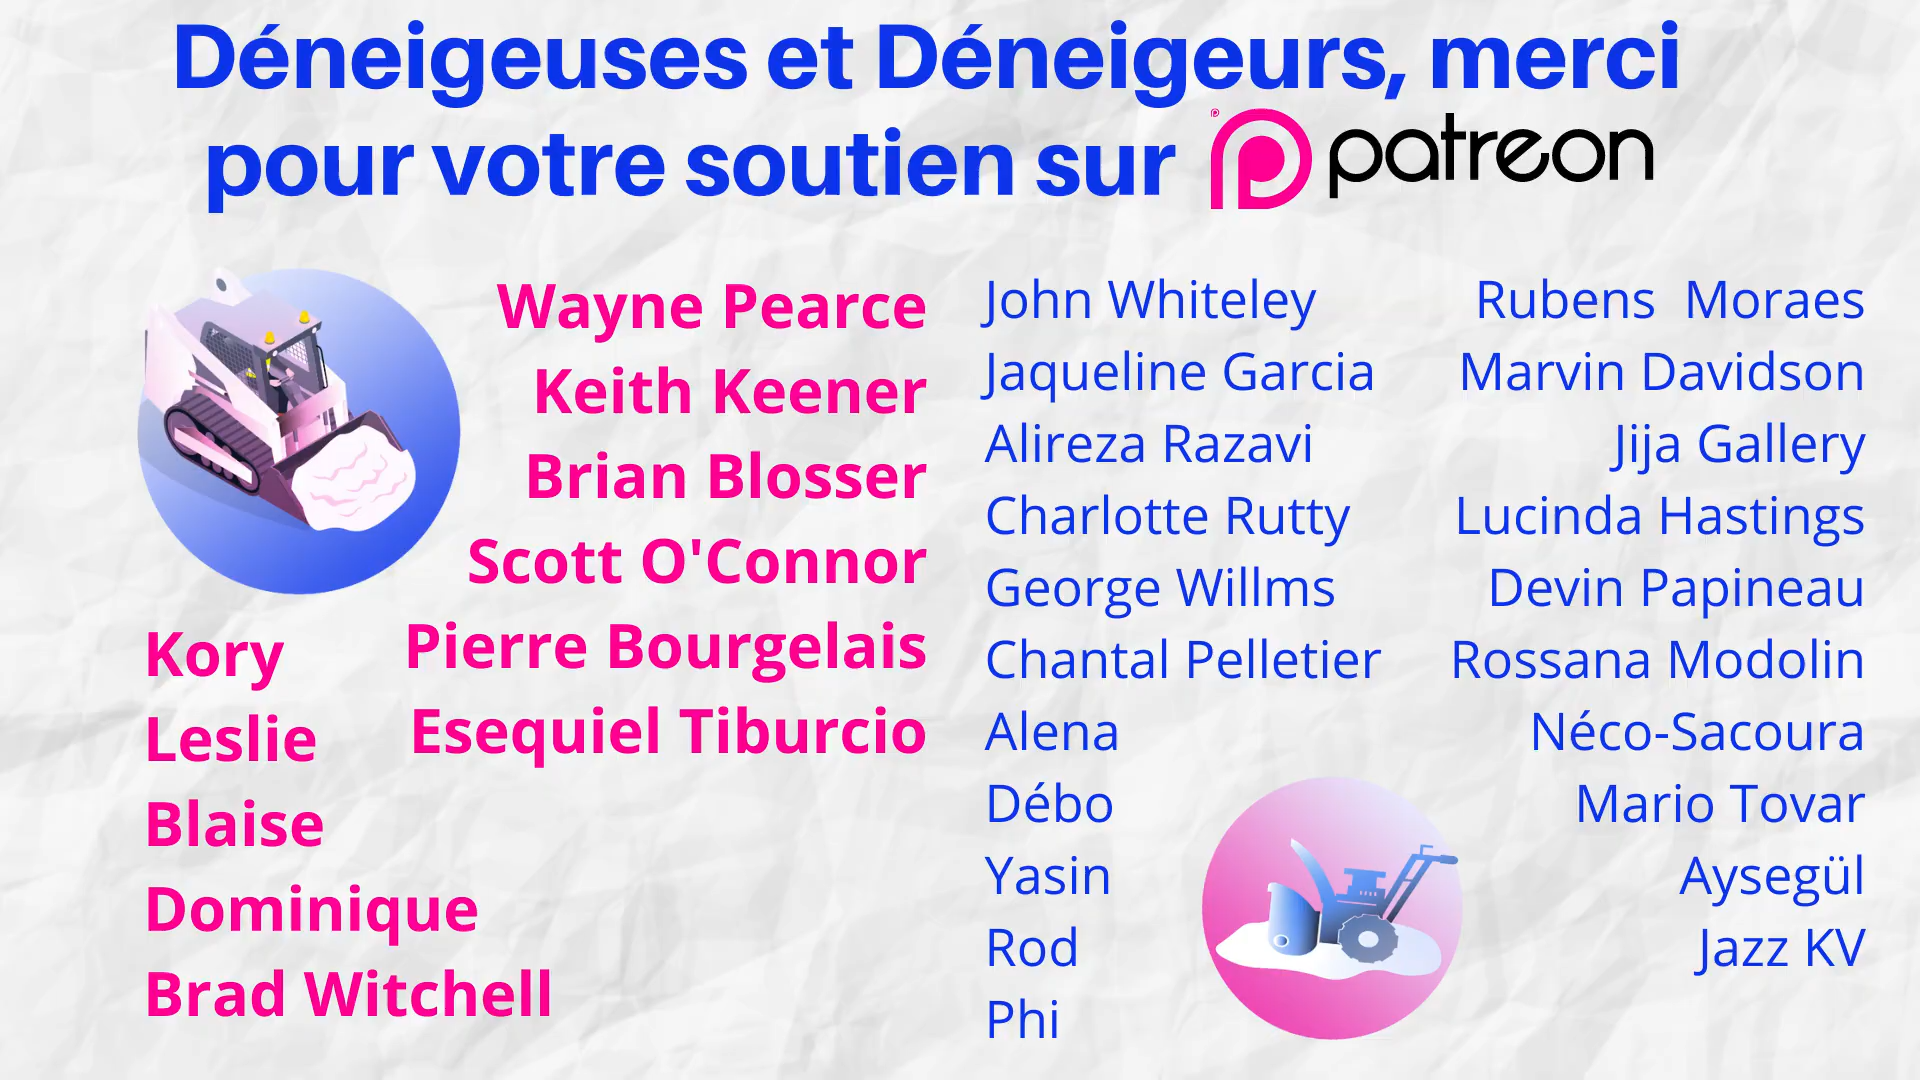 Déneigeuses et Déneigeurs, merci
pour votre soutien sur patreon
Wayne Pearce
Keith Keener
Brian Blosser
Scott O'Connor
Pierre Bourgelais
Esequiel Tiburcio
Kory
Leslie
Blaise
Dominique
Brad Witchell
John Whiteley
Jaqueline Garcia
Alireza Razavi
Charlotte Rutty
George Willms
Chantal Pelletier
Alena
Débo
Yasin
Rod
Phi
Rubens Moraes
Marvin Davidson
Jija Gallery
Lucinda Hastings
Devin Papineau
Rossana Modolin
Néco-Sacoura
Mario Tovar
Aysegül
Jazz KV